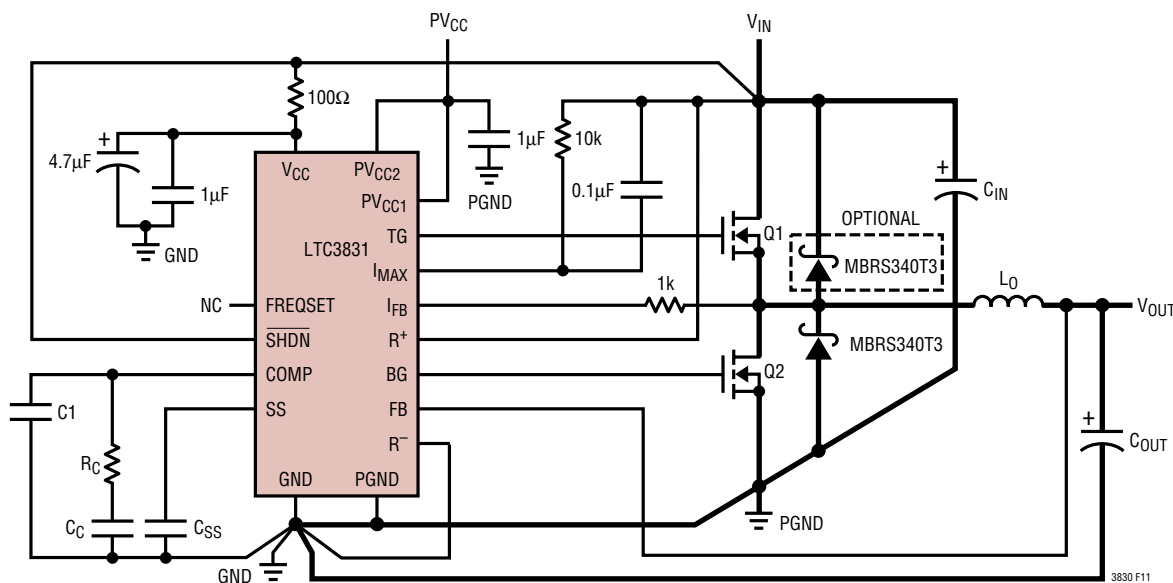 PVCC
VIN
100Ω
+
4.7µF
1µF
GND
VCC
PVCC2
PVCC1
1µF
PGND
10k
0.1µF
+
CIN
OPTIONAL
MBRS340T3
LTC3831
TG
Q1
IMAX
NC
FREQSET
IFB
1k
LO
VOUT
SHDN
R+
MBRS340T3
COMP
BG
Q2
C1
SS
FB
+
COUT
RC
R–
GND
PGND
CC
CSS
PGND
GND
3830 F11